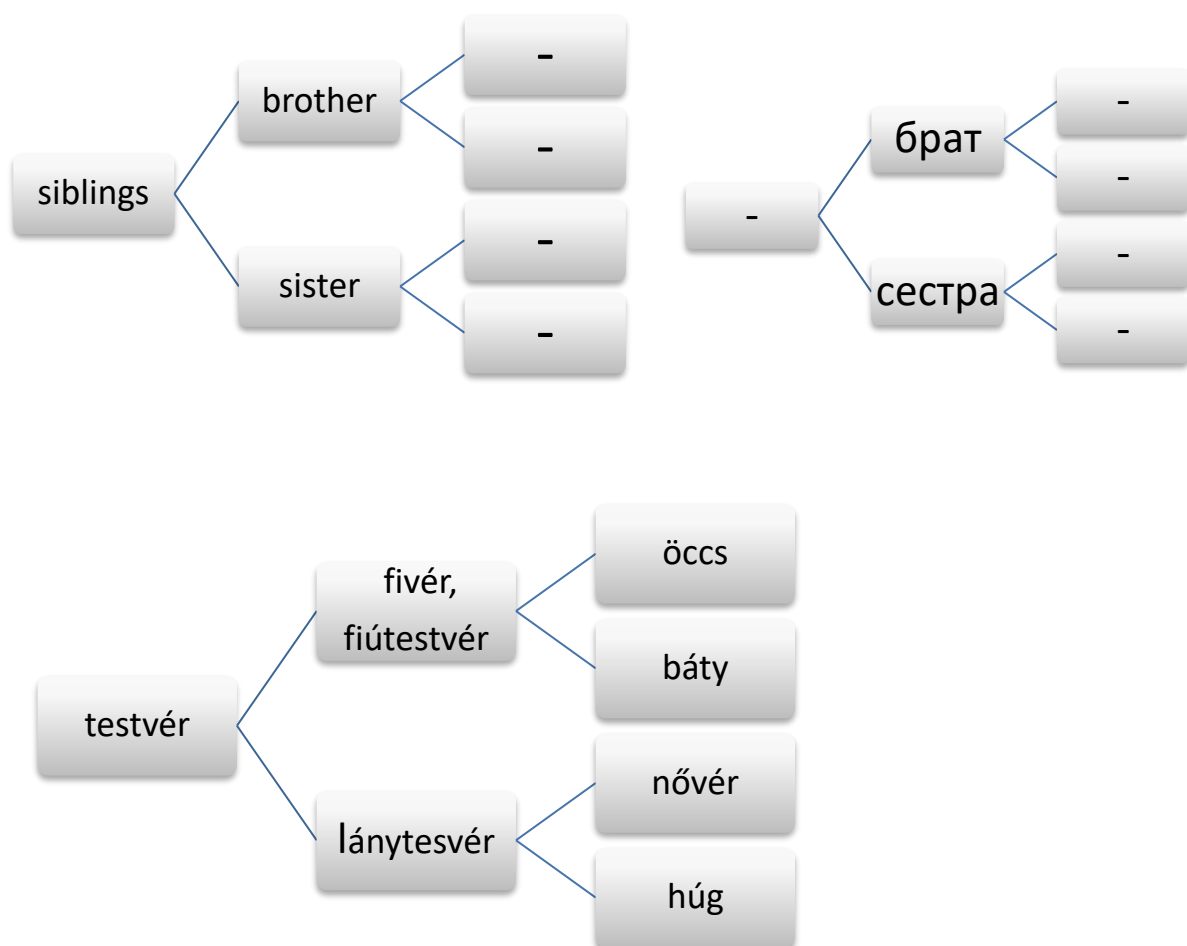 siblings
brother
-
-
sister
-
-
-
брат
-
-
сестра
-
-
testvér
fivér,
fiútestvér
öccs
báty
lánytesvér
nővér
húg